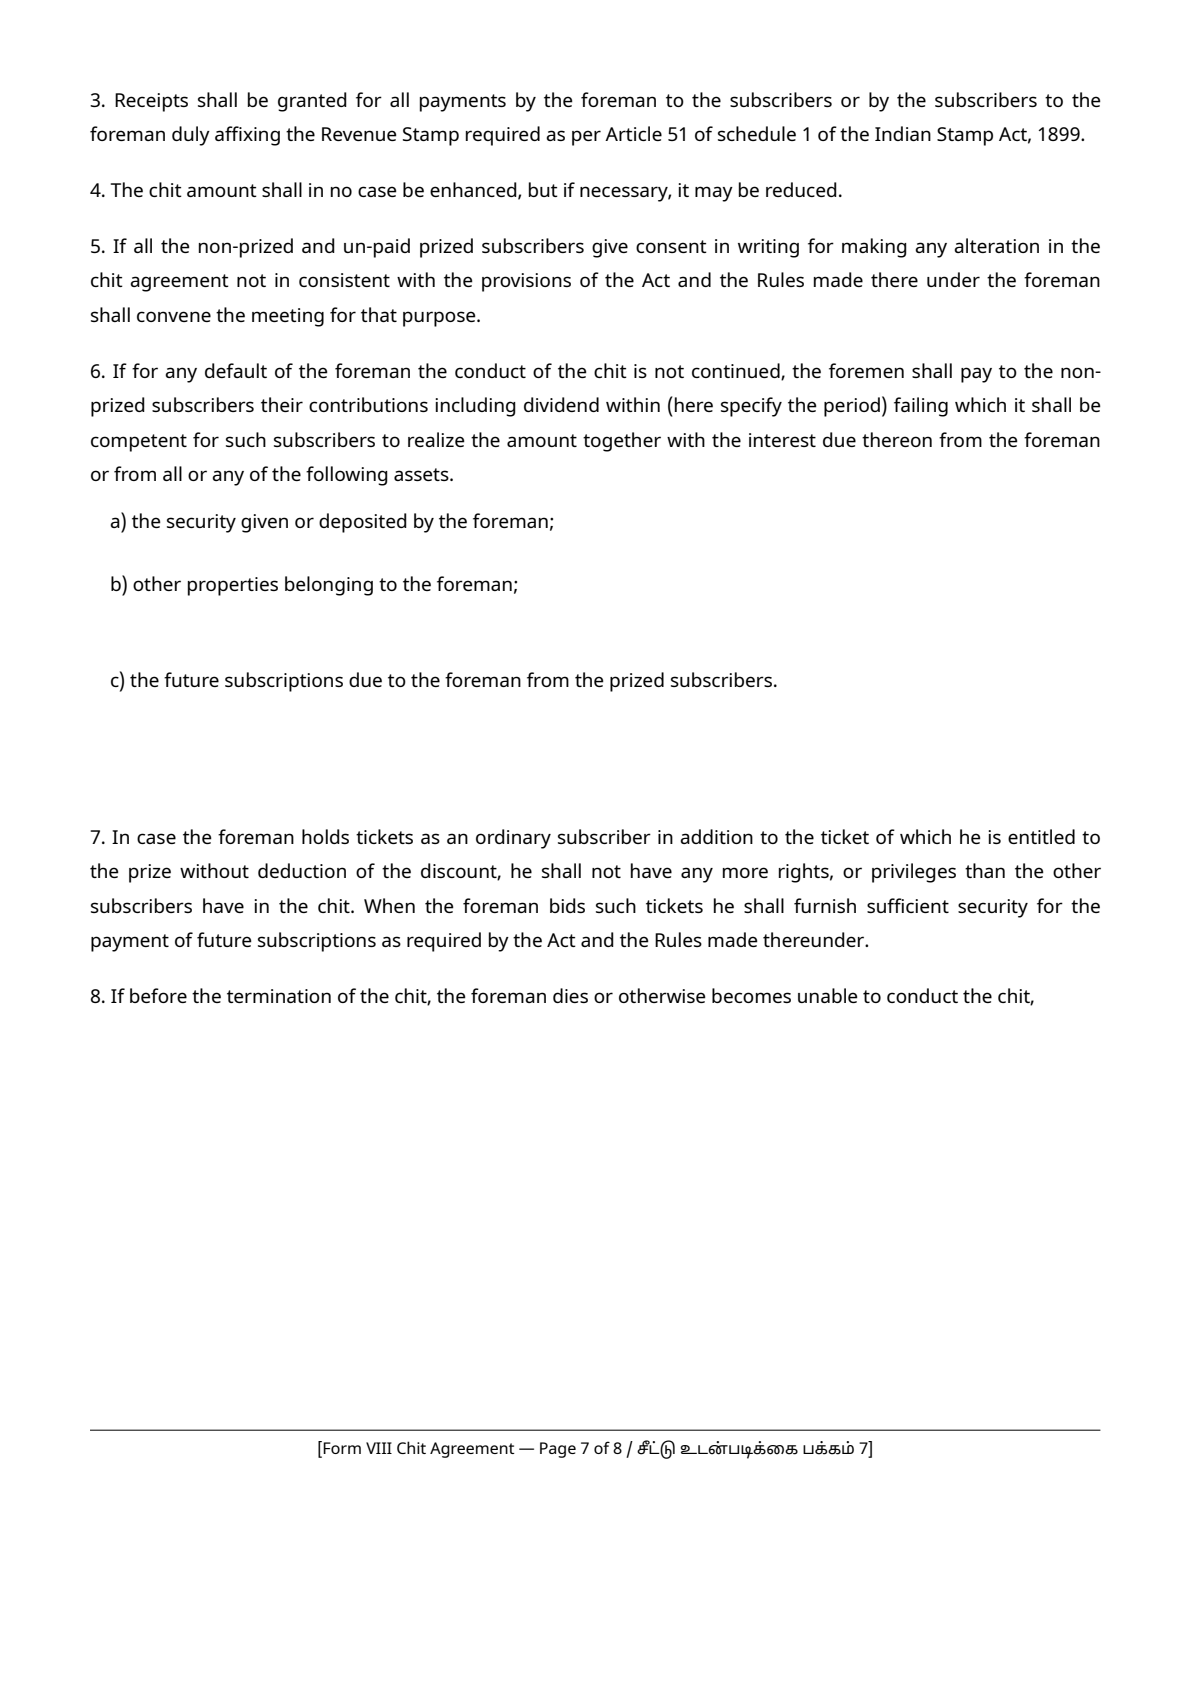 3. Receipts shall be granted for all payments by the foreman to the subscribers or by the subscribers to the
foreman duly affixing the Revenue Stamp required as per Article 51 of schedule 1 of the Indian Stamp Act, 1899.
4. The chit amount shall in no case be enhanced, but if necessary, it may be reduced.
5. If all the non-prized and un-paid prized subscribers give consent in writing for making any alteration in the
chit agreement not in consistent with the provisions of the Act and the Rules made there under the foreman
shall convene the meeting for that purpose.
6. If for any default of the foreman the conduct of the chit is not continued, the foremen shall pay to the non-
prized subscribers their contributions including dividend within (here specify the period) failing which it shall be
competent for such subscribers to realize the amount together with the interest due thereon from the foreman
or from all or any of the following assets.
a) the security given or deposited by the foreman;
b) other properties belonging to the foreman;
c) the future subscriptions due to the foreman from the prized subscribers.
7. In case the foreman holds tickets as an ordinary subscriber in addition to the ticket of which he is entitled to
the prize without deduction of the discount, he shall not have any more rights, or privileges than the other
subscribers have in the chit. When the foreman bids such tickets he shall furnish sufficient security for the
payment of future subscriptions as required by the Act and the Rules made thereunder.
8. If before the termination of the chit, the foreman dies or otherwise becomes unable to conduct the chit,
[Form VIII Chit Agreement — Page 7 of 8 / சீட்டு உடன்படிக்கை பக்கம் 7]